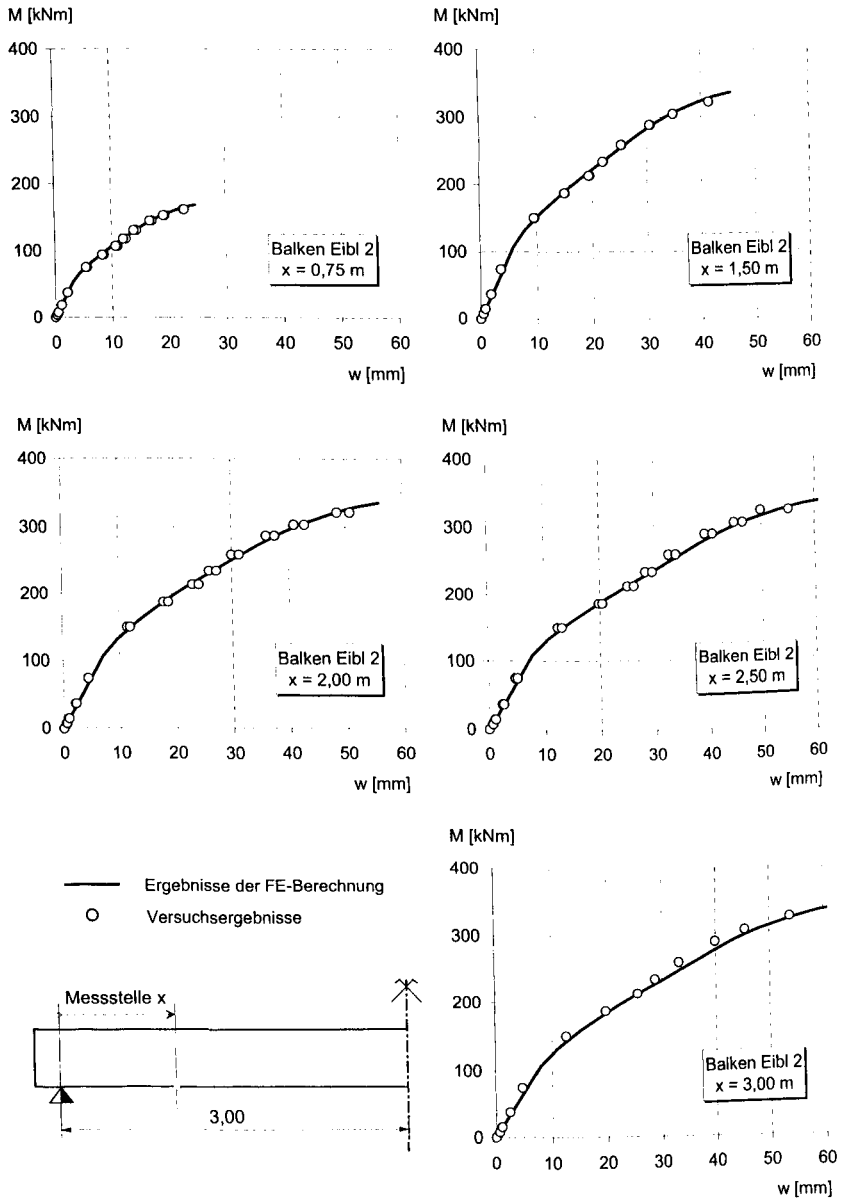 M [kNm]
400
300
200
100
0
0 10 20 30 40 50 60
w [mm]
Balken Eibl 2
x = 0,75 m
M [kNm]
400
300
200
100
0
0 10 20 30 40 50 60
w [mm]
Balken Eibl 2
x = 1,50 m
M [kNm]
400
300
200
100
0
0 10 20 30 40 50 60
w [mm]
Balken Eibl 2
x = 2,00 m
M [kNm]
400
300
200
100
0
0 10 20 30 40 50 60
w [mm]
Balken Eibl 2
x = 2,50 m
Ergebnisse der FE-Berechnung
Versuchsergebnisse
Messstelle x
3,00
M [kNm]
400
300
200
100
0
0 10 20 30 40 50 60
w [mm]
Balken Eibl 2
x = 3,00 m